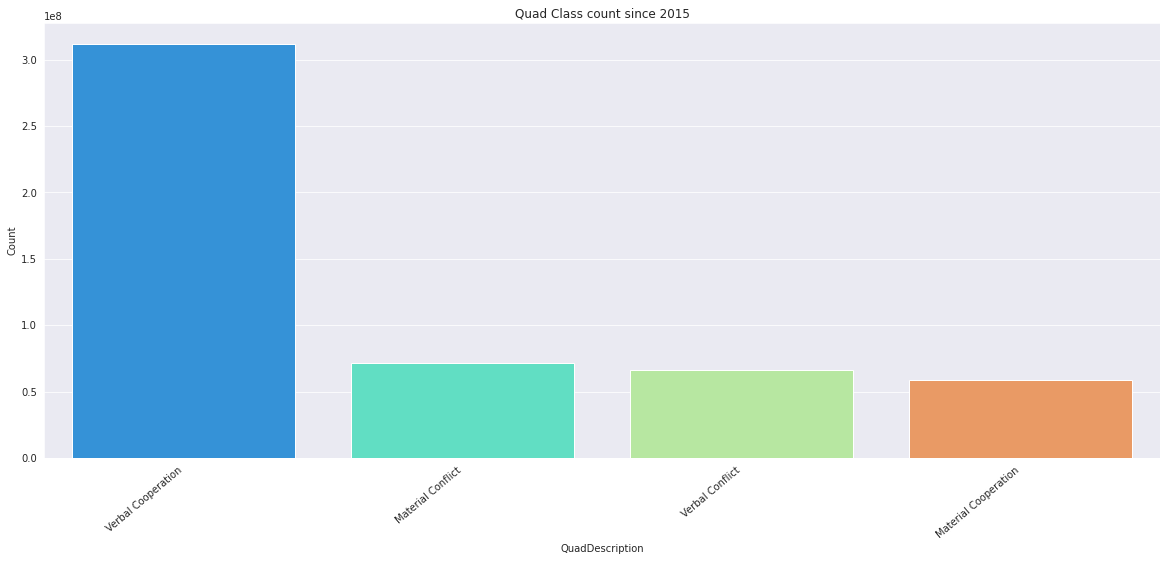 Quad Class count since 2015
1e8
3.0
2.5
2.0
1.5
1.0
0.5
0.0
Count
Verbal Cooperation
Material Conflict
Verbal Conflict
Material Cooperation
QuadDescription